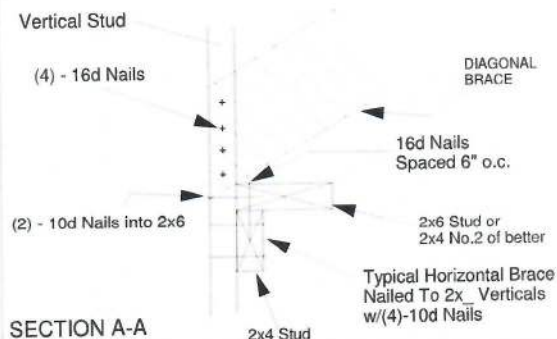 Vertical Stud
(4) - 16d Nails
DIAGONAL
BRACE
16d Nails
Spaced 6" o.c.
(2) - 10d Nails into 2x6
2x6 Stud or
2x4 No.2 of better
Typical Horizontal Brace
Nailed To 2x_ Verticals
w/(4)-10d Nails
SECTION A-A
2x4 Stud